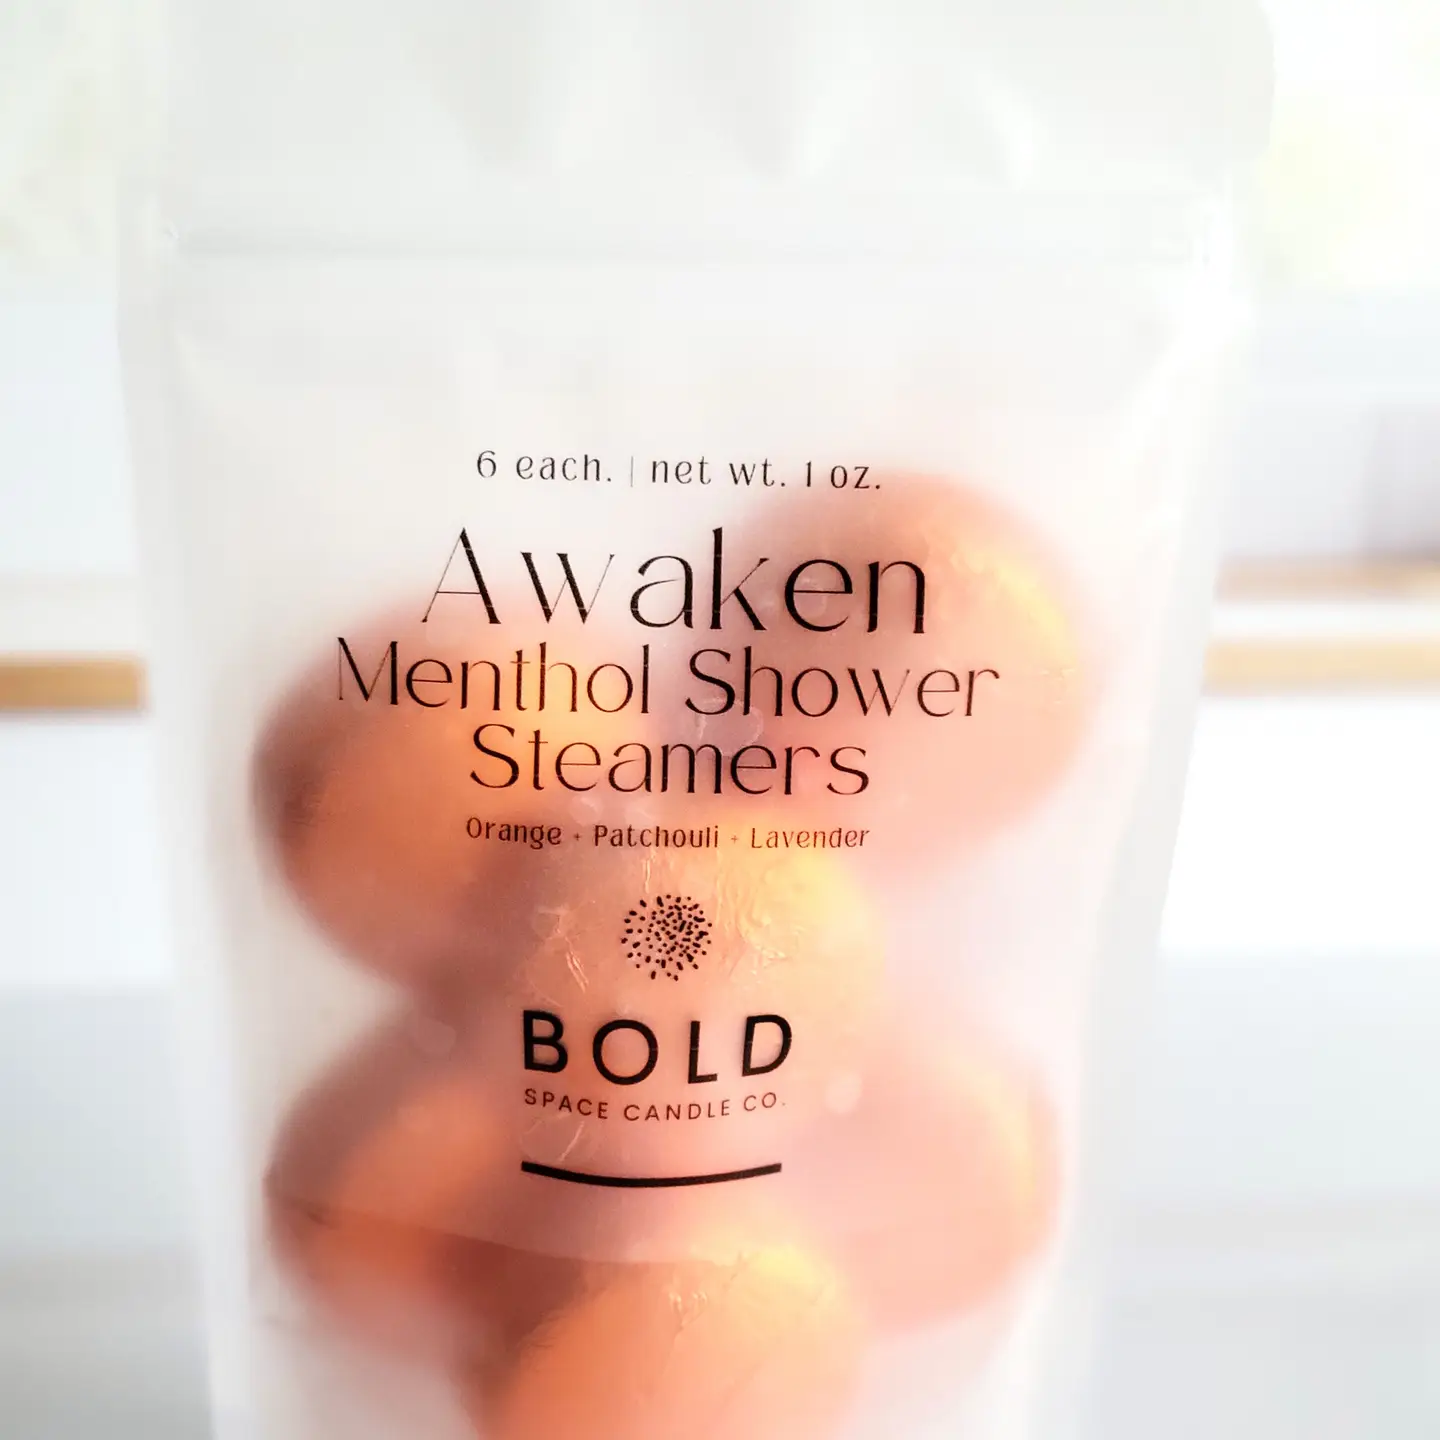 6 each. | net wt. 1 oz.
Awaken
Menthol Shower
Steamers
Orange + Patchouli + Lavender
BOLD
SPACE CANDLE CO.